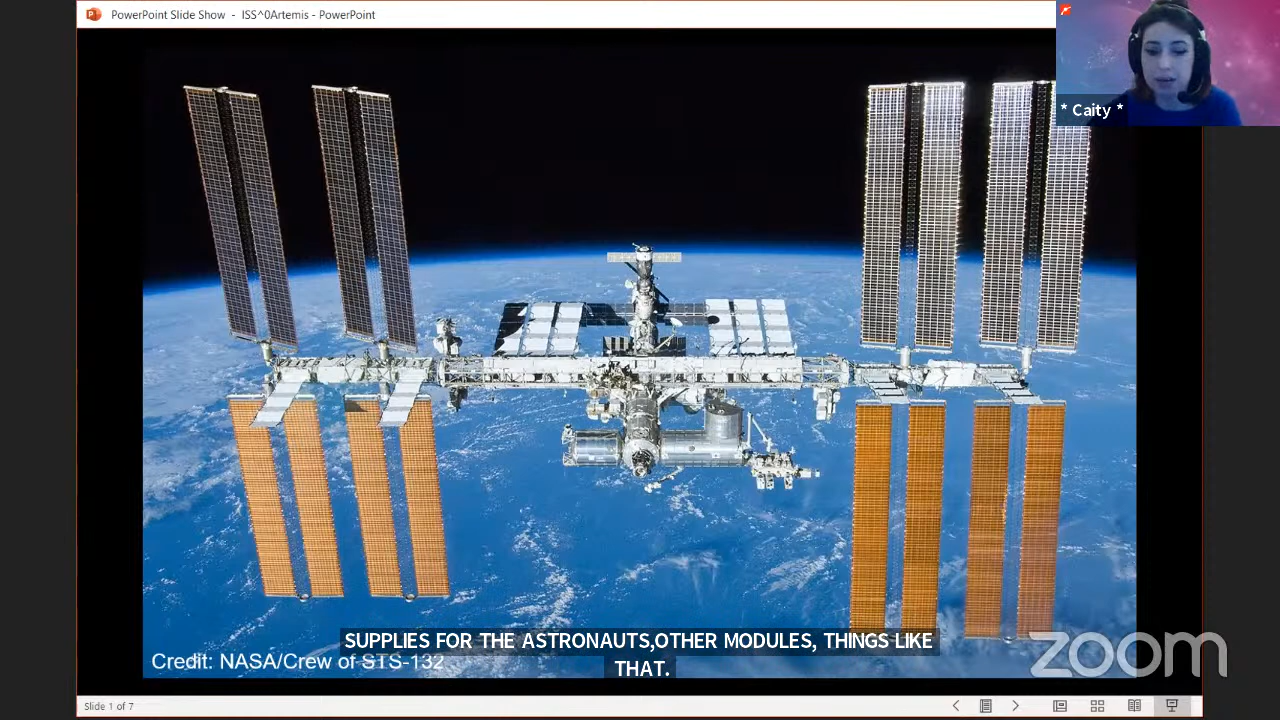 PowerPoint Slide Show - ISS^0Artemis - PowerPoint
* Caity *
SUPPLIES FOR THE ASTRONAUTS,OTHER MODULES, THINGS LIKE
THAT.
Credit: NASA/Crew of STS-132
zoom
Slide 1 of 7